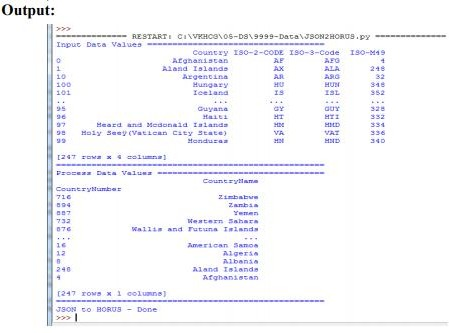 Output:
>>>
============== RESTART: C:\VKHCG\05-DS\9999-Data\JSON2HORUS.py ==============
Input Data Values ===================================
Country ISO-2-CODE ISO-3-Code ISO-M49
0 Afghanistan AF AFG 4
1 Aland Islands AX ALA 248
10 Argentina AR ARG 32
100 Hungary HU HUN 348
101 Iceland IS ISL 352
.. ... ... ... ...
95 Guyana GY GUY 328
96 Haiti HT HTI 332
97 Heard and Mcdonald Islands HM HMD 334
98 Holy See(Vatican City State) VA VAT 336
99 Honduras HN HND 340
[247 rows x 4 columns]
=====================================================
Process Data Values =================================
CountryName
CountryNumber
716 Zimbabwe
894 Zambia
887 Yemen
732 Western Sahara
876 Wallis and Futuna Islands
... ...
16 American Samoa
12 Algeria
8 Albania
248 Aland Islands
4 Afghanistan
[247 rows x 1 columns]
=====================================================
JSON to HORUS - Done
>>>